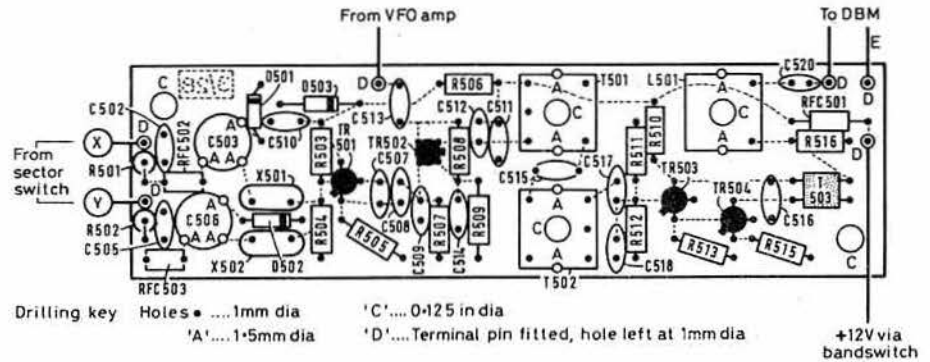 From VFO amp
To DBM
E
C
D501
D503
D
R506
T501
L501
C520
D
D
C502
D
X
RFC502
A
C503
A A
C510
C513
C512
C511
A
C
A
A
C
A
RFC501
R516
D
From
sector
switch
R501
R503
TR
501
TR502
C507
R508
R511
R510
Y
D
X501
C515
C517
TR503
T
503
R502
C505
C506
A
A A
R504
D502
X502
R505
C508
C509
R507
C514
R509
A
C
A
T502
R512
C518
TR504
C516
R513
R515
C
RFC503
Drilling key Holes • .... 1mm dia
'C'.... 0·125 in dia
'A'.... 1·5mm dia
'D'.... Terminal pin fitted, hole left at 1mm dia
+12V via
bandswitch